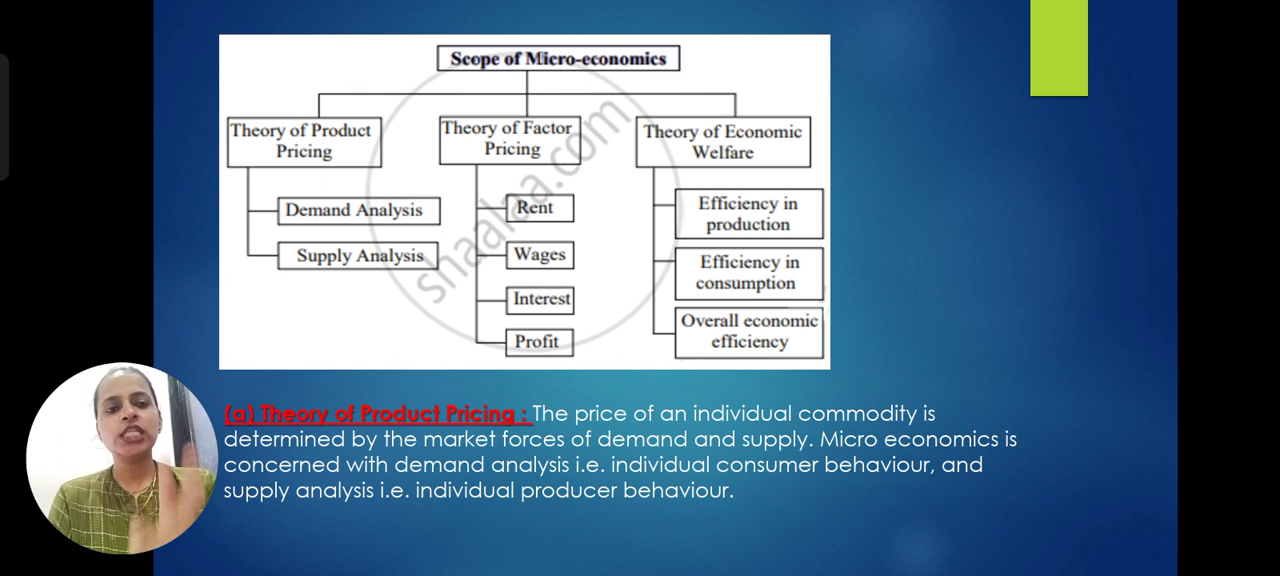 Scope of Micro-economics
Theory of Product
Pricing
Demand Analysis
Supply Analysis
Theory of Factor
Pricing
Rent
Wages
Interest
Profit
Theory of Economic
Welfare
Efficiency in
production
Efficiency in
consumption
Overall economic
efficiency
shaalaa.com
(a) Theory of Product Pricing : The price of an individual commodity is
determined by the market forces of demand and supply. Micro economics is
concerned with demand analysis i.e. individual consumer behaviour, and
supply analysis i.e. individual producer behaviour.